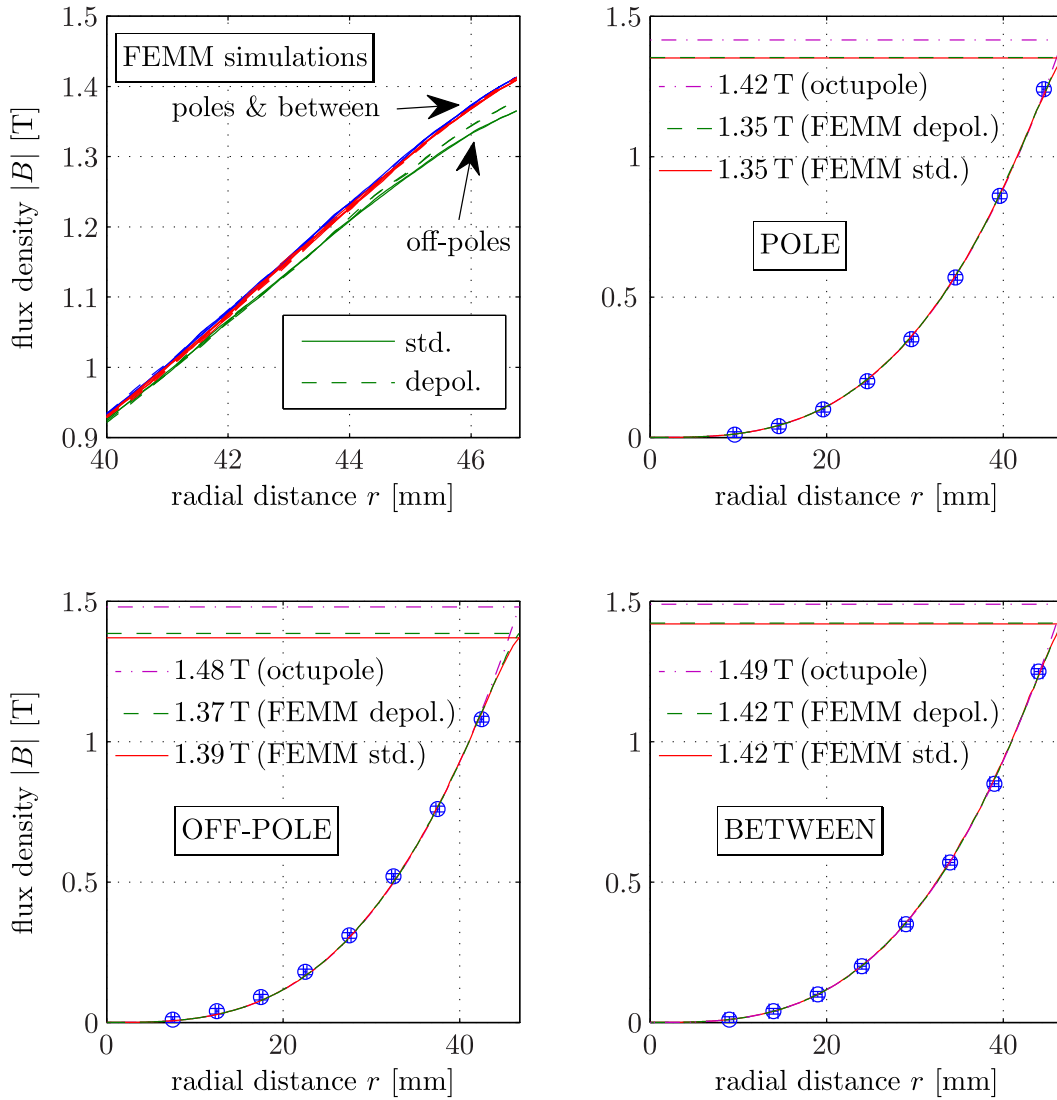 1.5
1.4
1.3
1.2
1.1
1
0.9
flux density |B| [T]
FEMM simulations
poles & between
off-poles
std.
depol.
40
42
44
46
radial distance r [mm]
1.5
1
0.5
0
1.42 T (octupole)
1.35 T (FEMM depol.)
1.35 T (FEMM std.)
POLE
0
20
40
radial distance r [mm]
1.5
1
0.5
0
flux density |B| [T]
1.48 T (octupole)
1.37 T (FEMM depol.)
1.39 T (FEMM std.)
OFF-POLE
0
20
40
radial distance r [mm]
1.5
1
0.5
0
1.49 T (octupole)
1.42 T (FEMM depol.)
1.42 T (FEMM std.)
BETWEEN
0
20
40
radial distance r [mm]